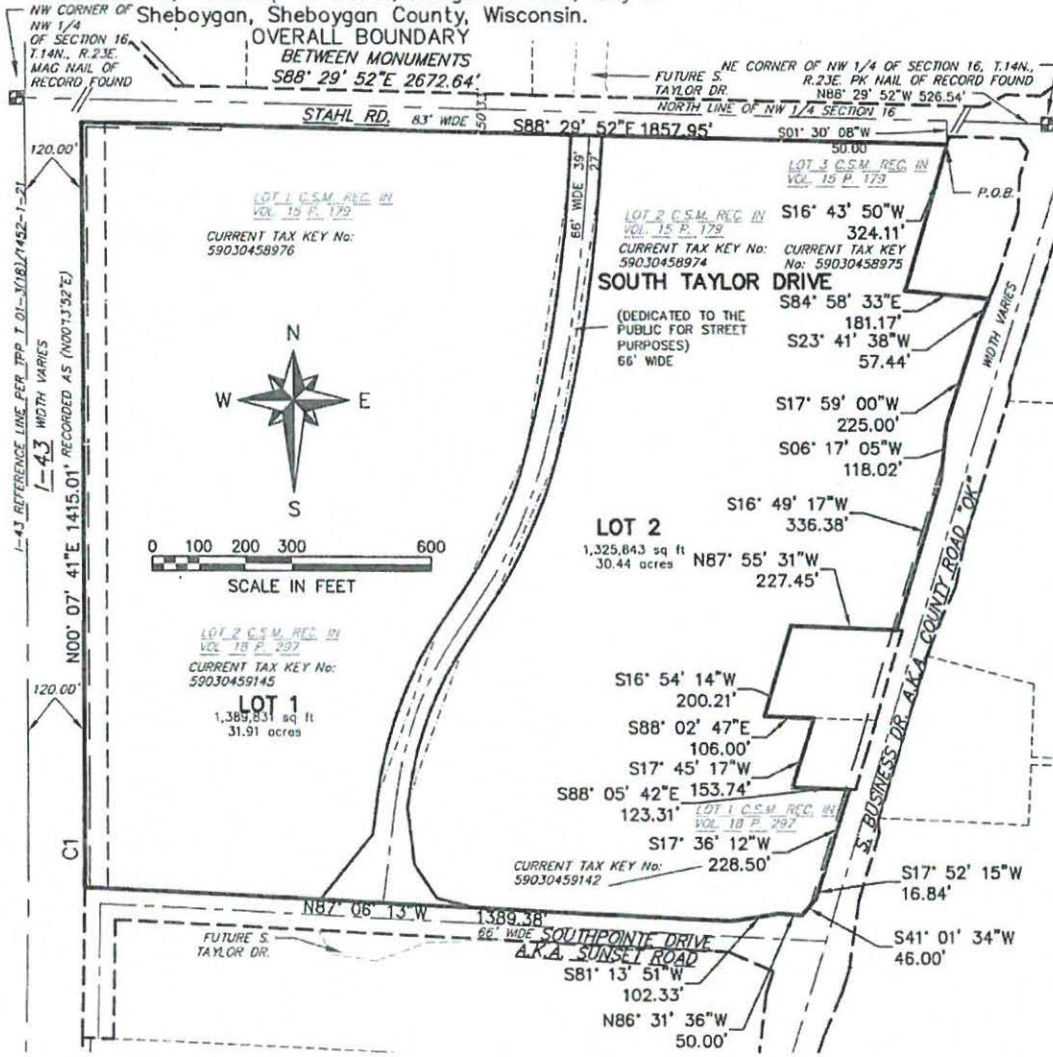 Sheboygan, Sheboygan County, Wisconsin.
NW CORNER OF
NW 1/4
OF SECTION 16,
T.14N., R.23E.
MAG NAIL OF
RECORD FOUND
OVERALL BOUNDARY
BETWEEN MONUMENTS
S88° 29' 52"E 2672.64'
FUTURE S.
TAYLOR DR.
NE CORNER OF NW 1/4 OF SECTION 16, T.14N.,
R.23E. PK NAIL OF RECORD FOUND
N88° 29' 52"W 526.54'
NORTH LINE OF NW 1/4 SECTION 16
STAHL RD. 83' WIDE
50'
33'
S88° 29' 52"E 1857.95'
S01° 30' 08"W
50.00
P.O.B.
120.00'
LOT 1 C.S.M. REC. IN
VOL. 15 P. 179
CURRENT TAX KEY No:
59030458976
66' WIDE
39'
27'
LOT 2 C.S.M. REC. IN
VOL. 15 P. 179
CURRENT TAX KEY No:
59030458974
LOT 3 C.S.M. REC. IN
VOL. 15 P. 179
S16° 43' 50"W
324.11'
CURRENT TAX KEY
No: 59030458975
SOUTH TAYLOR DRIVE
(DEDICATED TO THE
PUBLIC FOR STREET
PURPOSES)
66' WIDE
S84° 58' 33"E
181.17'
S23° 41' 38"W
57.44'
WIDTH VARIES
S17° 59' 00"W
225.00'
S06° 17' 05"W
118.02'
S16° 49' 17"W
336.38'
I-43 REFERENCE LINE PER TPP T 01-3(18)/1452-1-21
I-43 WIDTH VARIES
N00° 07' 41"E 1415.01' RECORDED AS (N00°13'52"E)
N
W E
S
0 100 200 300 600
SCALE IN FEET
LOT 2
1,325,843 sq ft
30.44 acres
N87° 55' 31"W
227.45'
LOT 2 C.S.M. REC. IN
VOL. 18 P. 297
CURRENT TAX KEY No:
59030459145
LOT 1
1,389,831 sq ft
31.91 acres
120.00'
S16° 54' 14"W
200.21'
S88° 02' 47"E
106.00'
S17° 45' 17"W
153.74'
S88° 05' 42"E
123.31'
LOT 1 C.S.M. REC. IN
VOL. 18 P. 297
S17° 36' 12"W
228.50'
CURRENT TAX KEY No:
59030459142
S. BUSINESS DR. A.K.A. COUNTY ROAD "OK"
S17° 52' 15"W
16.84'
S41° 01' 34"W
46.00'
C1
N87° 06' 13"W 1389.38'
66' WIDE SOUTHPOINTE DRIVE
A.K.A. SUNSET ROAD
FUTURE S.
TAYLOR DR.
S81° 13' 51"W
102.33'
N86° 31' 36"W
50.00'